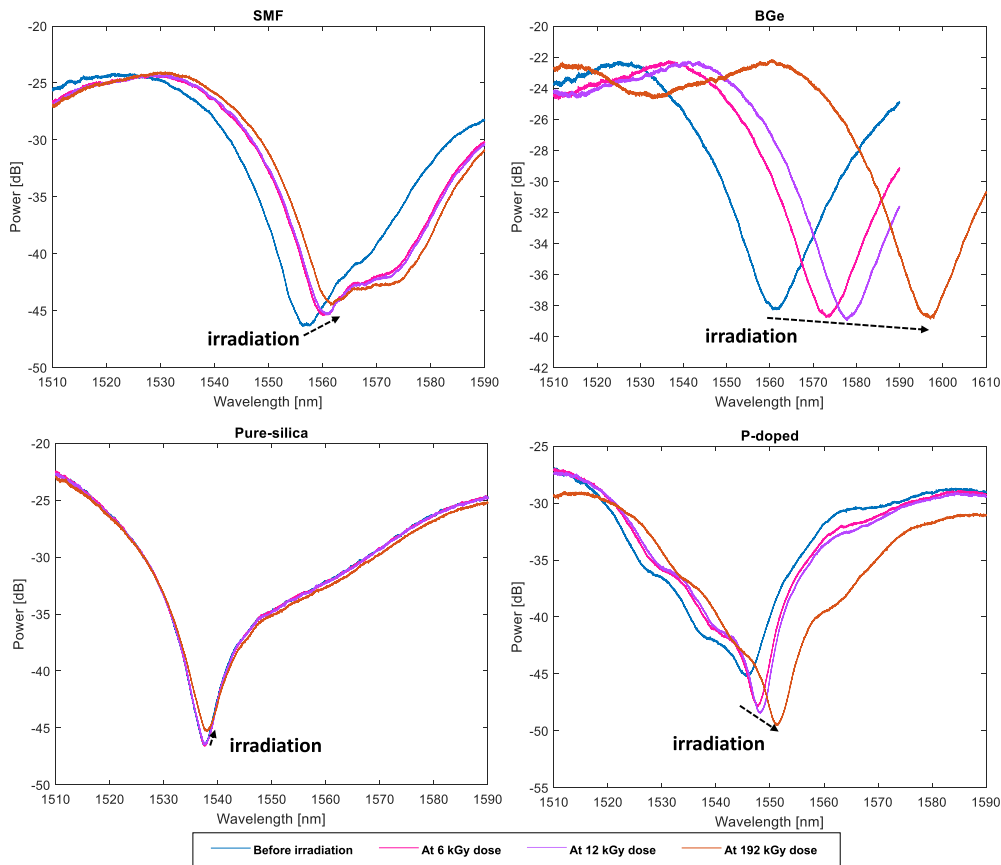 SMF
-20
-25
-30
-35
-40
-45
-50
Power [dB]
irradiation
1510 1520 1530 1540 1550 1560 1570 1580 1590
Wavelength [nm]
BGe
-20
-22
-24
-26
-28
-30
-32
-34
-36
-38
-40
-42
Power [dB]
irradiation
1510 1520 1530 1540 1550 1560 1570 1580 1590 1600 1610
Wavelength [nm]
Pure-silica
-20
-25
-30
-35
-40
-45
-50
Power [dB]
irradiation
1510 1520 1530 1540 1550 1560 1570 1580 1590
Wavelength [nm]
P-doped
-25
-30
-35
-40
-45
-50
-55
Power [dB]
irradiation
1510 1520 1530 1540 1550 1560 1570 1580 1590
Wavelength [nm]
Before irradiation At 6 kGy dose At 12 kGy dose At 192 kGy dose